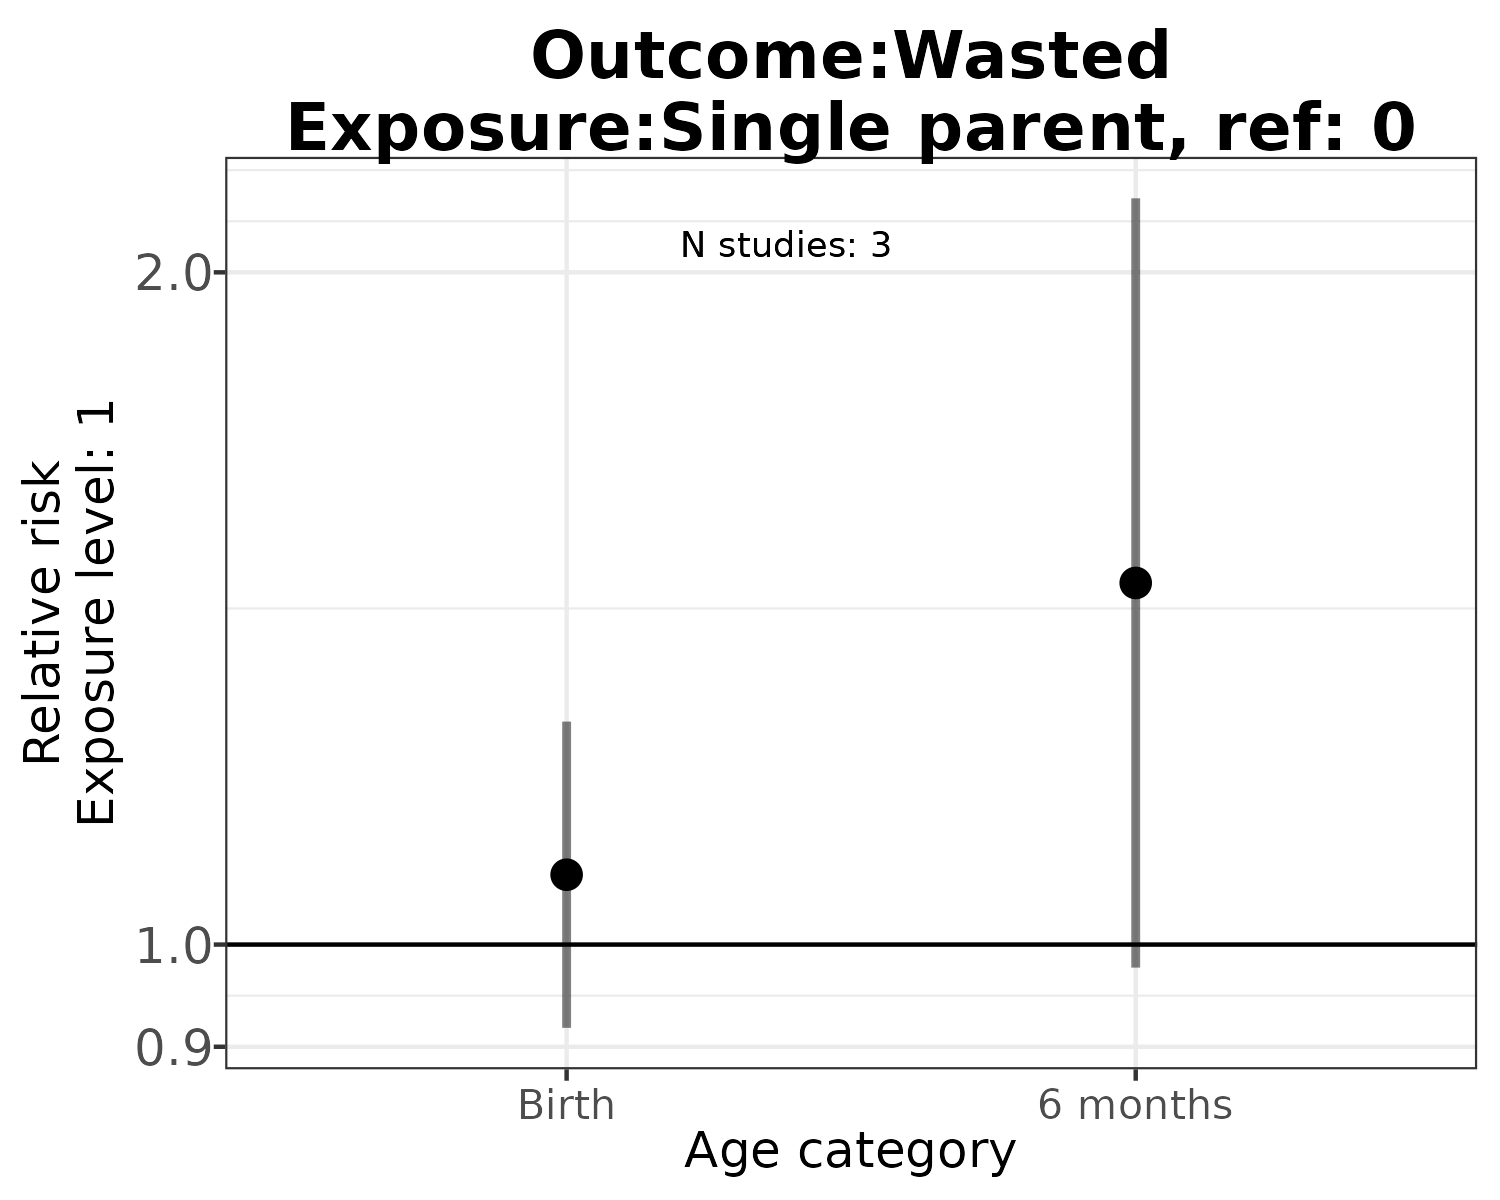 Outcome:Wasted
Exposure:Single parent, ref: 0
N studies: 3
2.0
1.0
0.9
Relative risk
Exposure level: 1
Birth
6 months
Age category